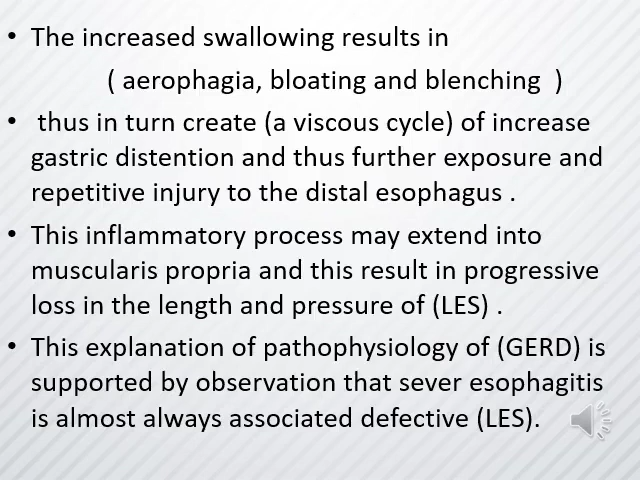 • The increased swallowing results in
( aerophagia, bloating and blenching )
• thus in turn create (a viscous cycle) of increase
gastric distention and thus further exposure and
repetitive injury to the distal esophagus .
• This inflammatory process may extend into
muscularis propria and this result in progressive
loss in the length and pressure of (LES) .
• This explanation of pathophysiology of (GERD) is
supported by observation that sever esophagitis
is almost always associated defective (LES).